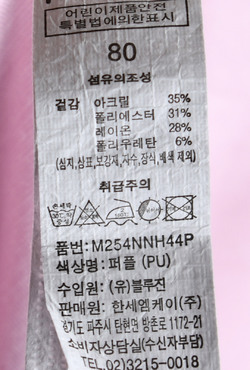 어린이제품안전
특별법에의한표시
80
섬유의조성
겉감 아크릴 35%
폴리에스터 31%
레이온 28%
폴리우레탄 6%
(심지,상표,보강재,자수,장식,배색 제외)
취급주의
품번: M254NNH44P
색상명: 퍼플 (PU)
수입원: (유)블루진
판매원: 한세엠케이(주)
경기도 파주시 탄현면 방촌로 1172-21
소비자상담실(수신자부담)
TEL 02)3215-0018